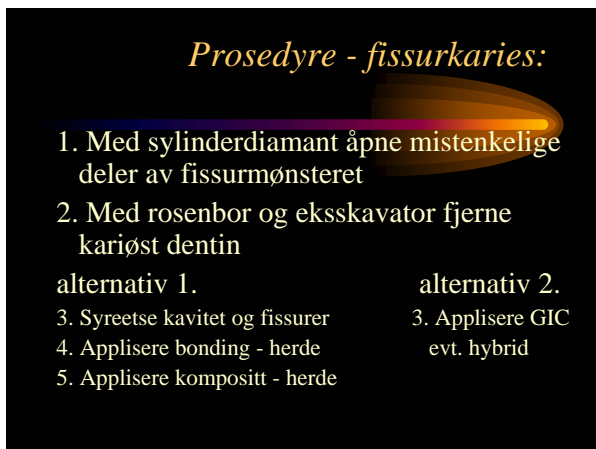 Prosedyre - fissurkaries:
1. Med sylinderdiamant åpne mistenkelige
deler av fissurmønsteret
2. Med rosenbor og eksskavator fjerne
kariøst dentin
alternativ 1.
3. Syreetse kavitet og fissurer
4. Applisere bonding - herde
5. Applisere kompositt - herde
alternativ 2.
3. Applisere GIC
evt. hybrid